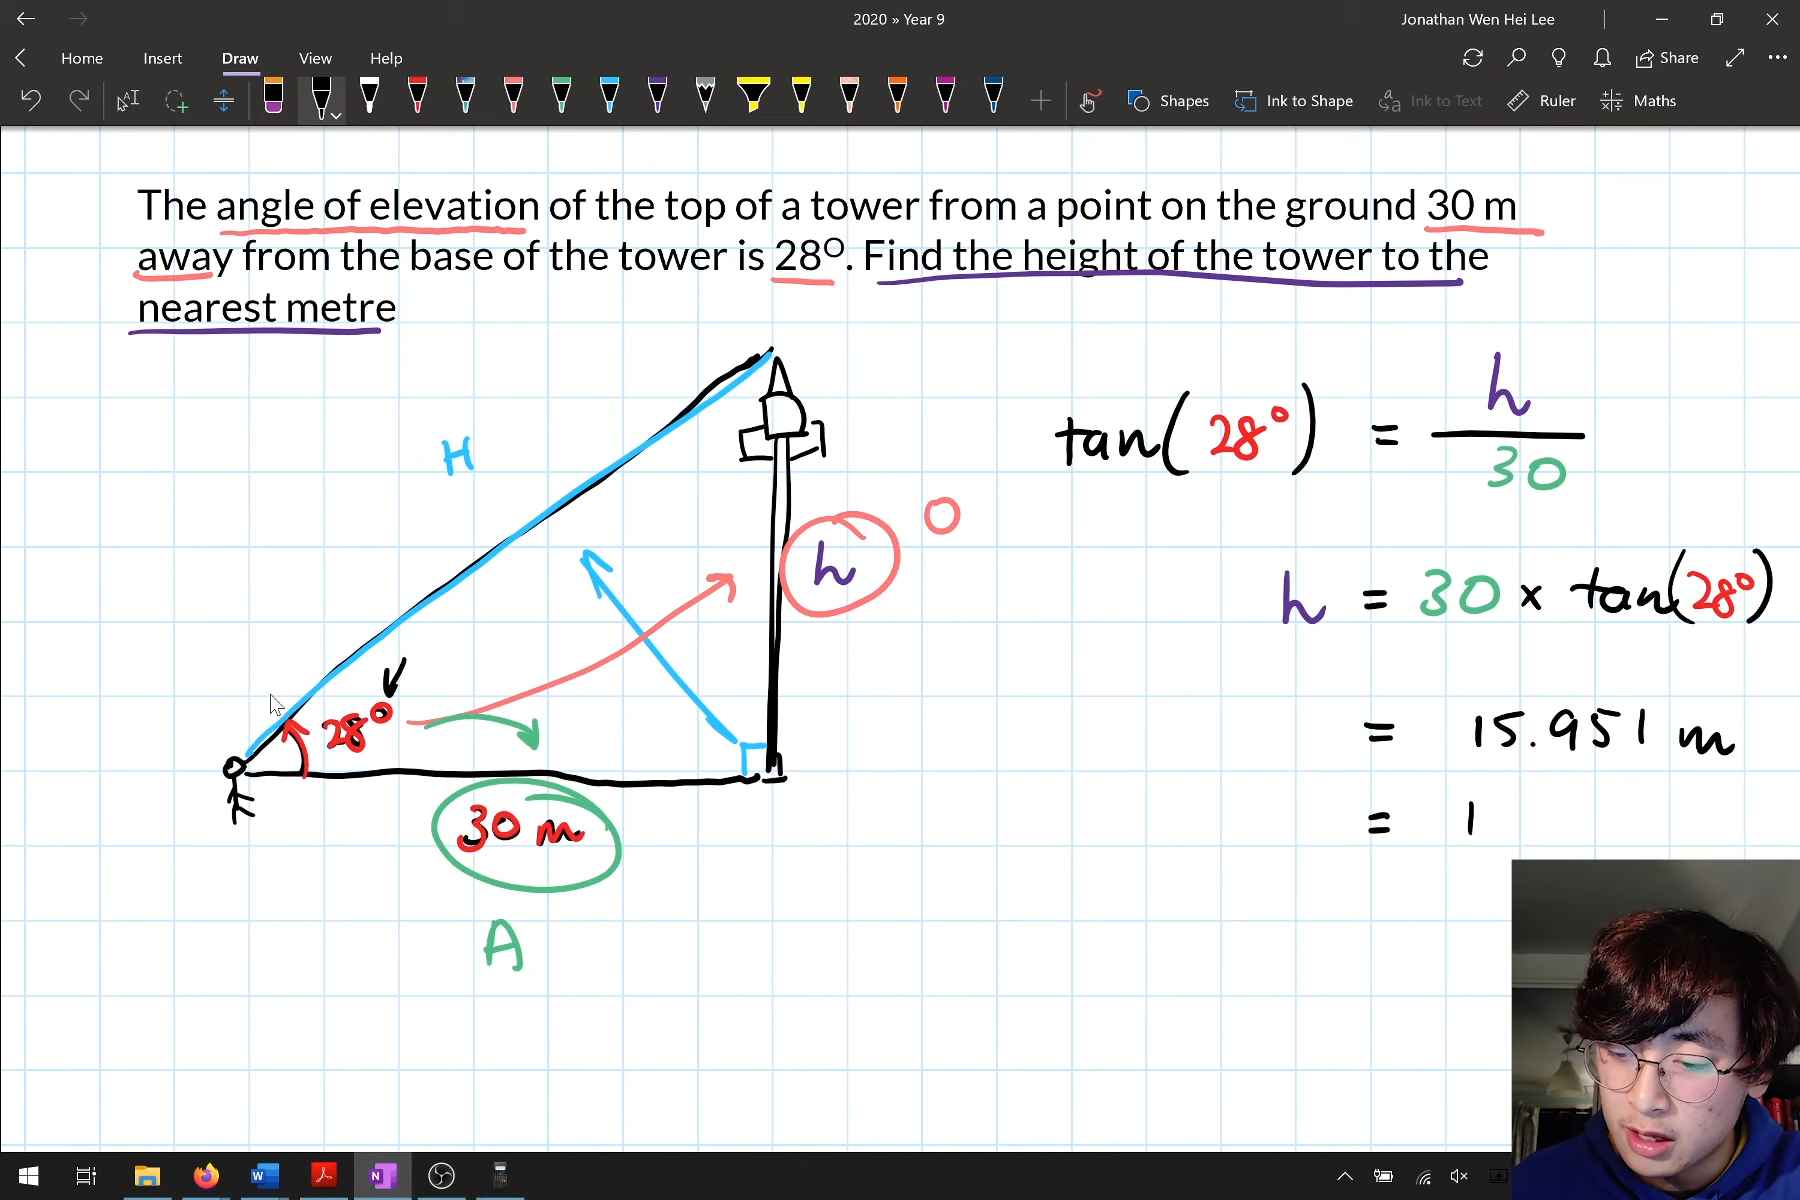 2020 » Year 9
Jonathan Wen Hei Lee
Home Insert Draw View Help
Share
Shapes Ink to Shape Ink to Text Ruler Maths
The angle of elevation of the top of a tower from a point on the ground 30 m
away from the base of the tower is 28°. Find the height of the tower to the
nearest metre
H
h
O
28°
30 m
A
tan(28°) = h/30
h = 30 × tan(28°)
= 15.951 m
= 1